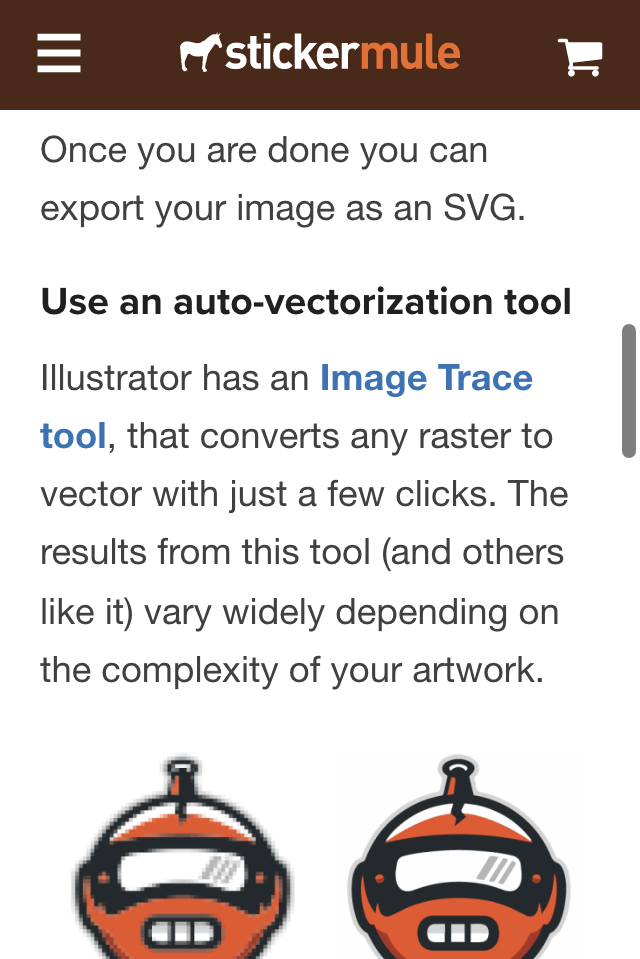 stickermule
Once you are done you can
export your image as an SVG.
Use an auto-vectorization tool
Illustrator has an Image Trace
tool, that converts any raster to
vector with just a few clicks. The
results from this tool (and others
like it) vary widely depending on
the complexity of your artwork.